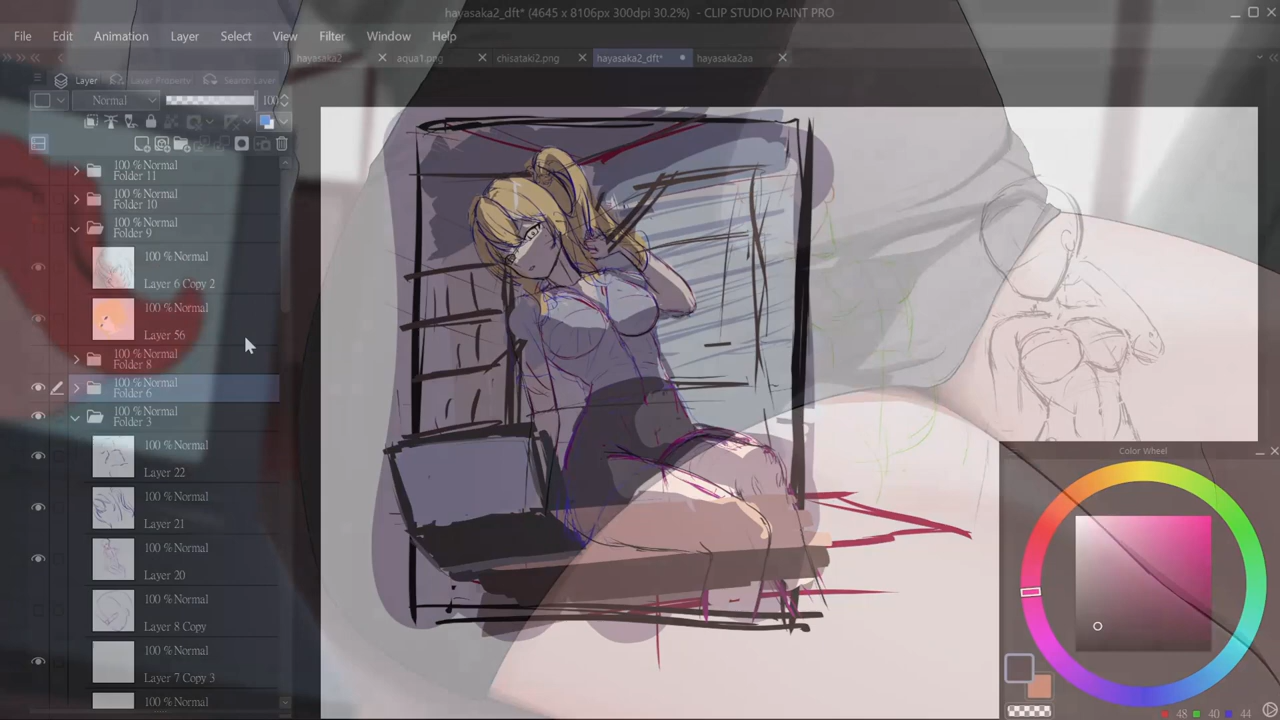 hayasaka2_dft* (4645 x 8106px 300dpi 30.2%) - CLIP STUDIO PAINT PRO
File Edit Animation Layer Select View Filter Window Help
hayasaka2 aqua1.png chisataki2.png hayasaka2_dft* hayasaka2aa
Layer Layer Property Search Layer
Normal 100
100 %Normal
Folder 11
100 %Normal
Folder 10
100 %Normal
Folder 9
100 %Normal
Layer 6 Copy 2
100 %Normal
Layer 56
100 %Normal
Folder 8
100 %Normal
Folder 6
100 %Normal
Folder 3
100 %Normal
Layer 22
100 %Normal
Layer 21
100 %Normal
Layer 20
100 %Normal
Layer 8 Copy
100 %Normal
Layer 7 Copy 3
100 %Normal
Color Wheel
48 40 44